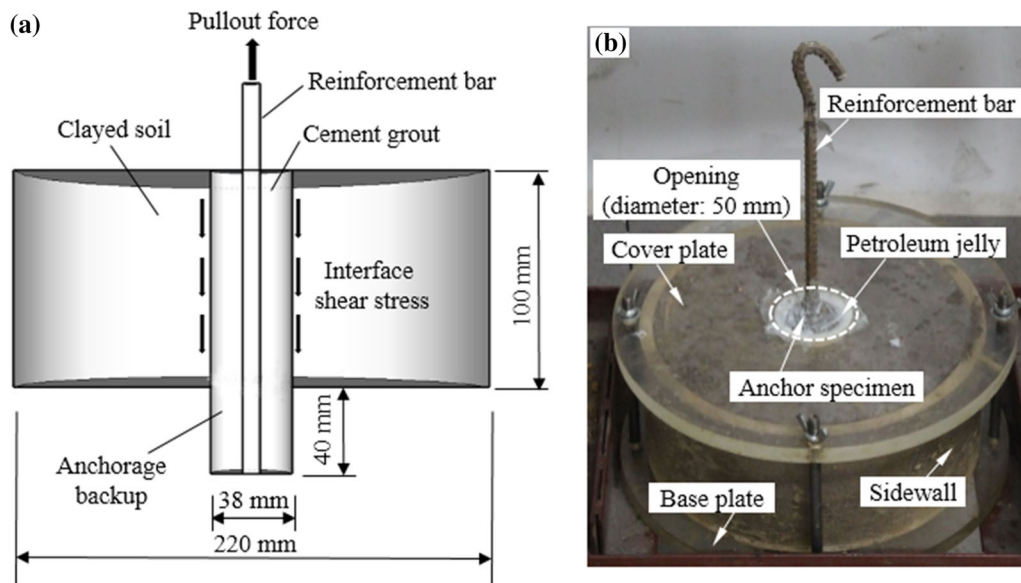 (a)
Pullout force
Reinforcement bar
Clayed soil
Cement grout
Interface
shear stress
100 mm
40 mm
Anchorage
backup
38 mm
220 mm
(b)
Reinforcement bar
Opening
(diameter: 50 mm)
Cover plate
Petroleum jelly
Anchor specimen
Sidewall
Base plate